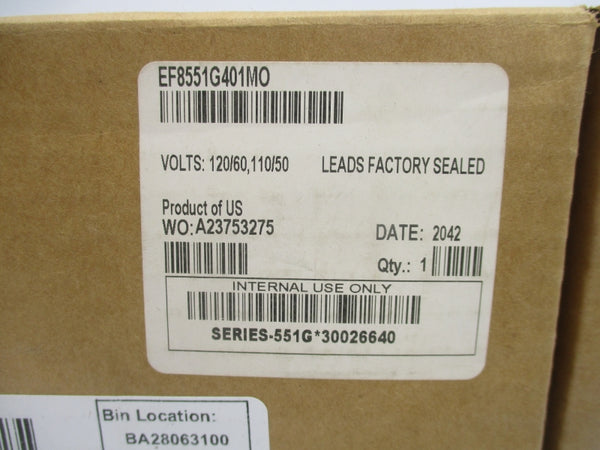 EF8551G401MO
VOLTS: 120/60,110/50 LEADS FACTORY SEALED
Product of US
WO:A23753275
DATE: 2042
Qty.: 1
INTERNAL USE ONLY
SERIES-551G*30026640
Bin Location:
BA28063100